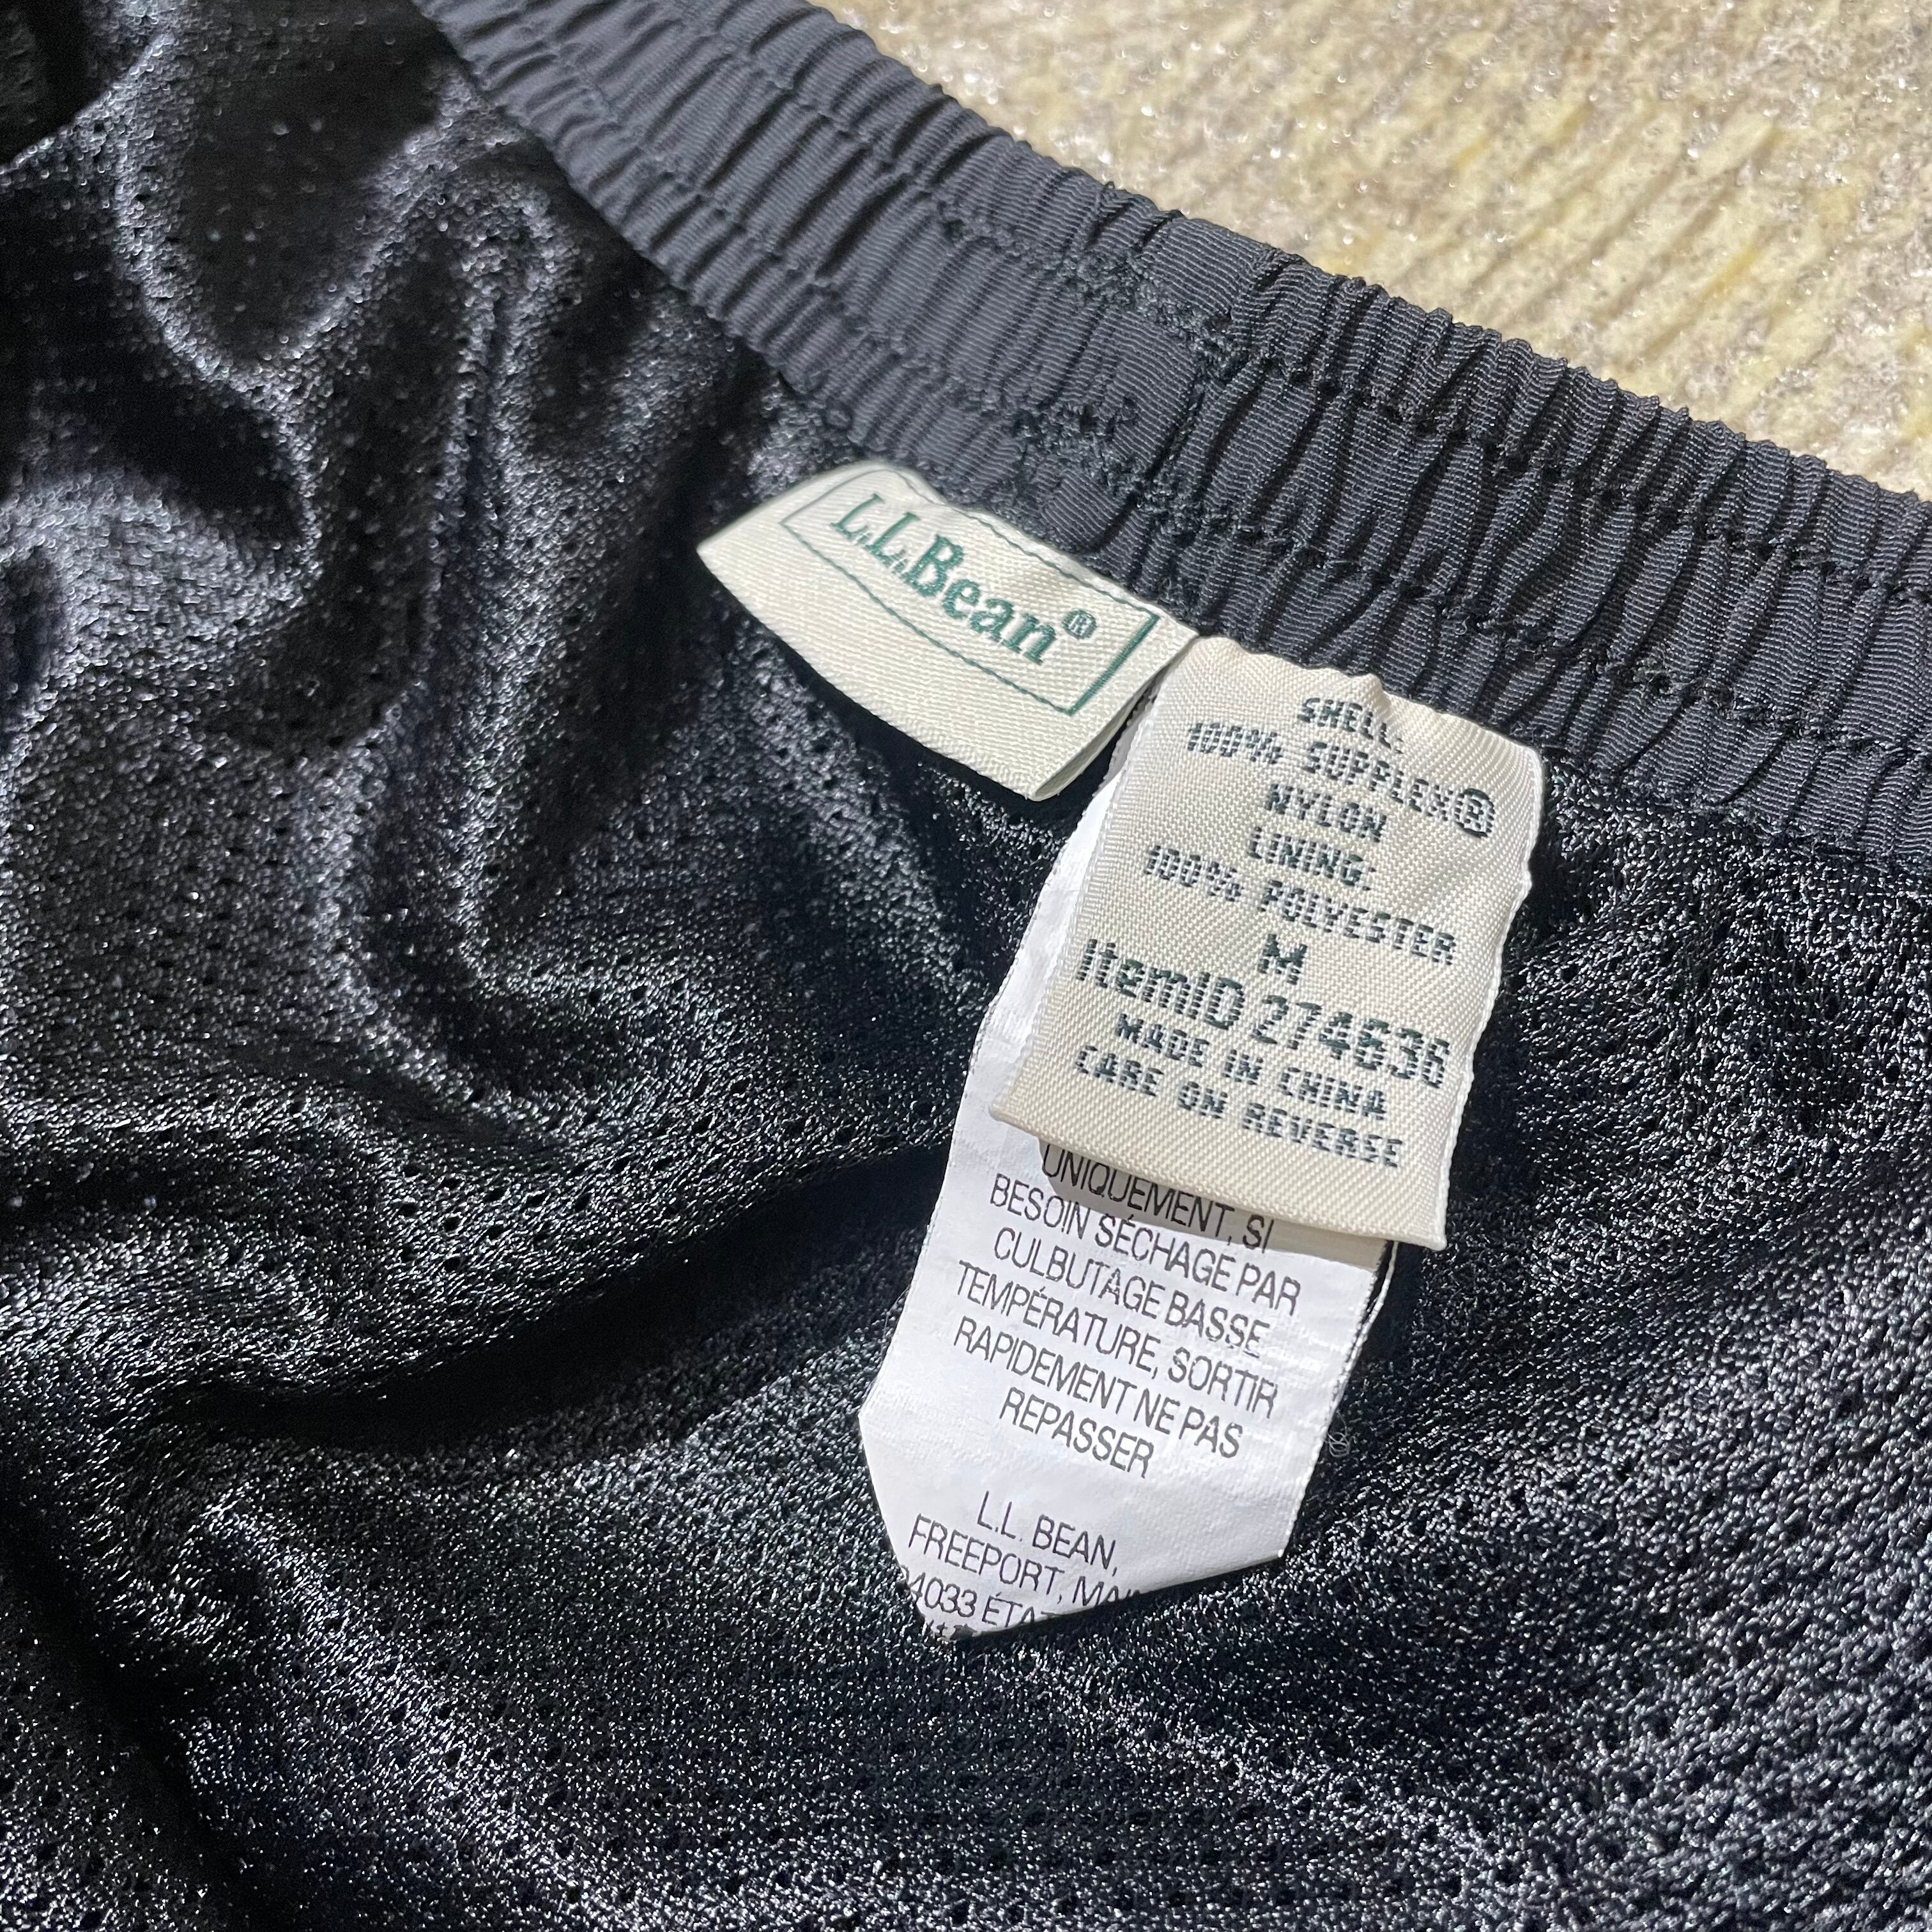 L.L.Bean®
SHELL.
100% SUPPLEX®
NYLON
LINING.
100% POLYESTER
M
ItemID 274636
MADE IN CHINA
CARE ON REVERSE
UNIQUEMENT, SI
BESOIN SÉCHAGE PAR
CULBUTAGE BASSE
TEMPÉRATURE, SORTIR
RAPIDEMENT NE PAS
REPASSER
L.L. BEAN,
FREEPORT,
4033